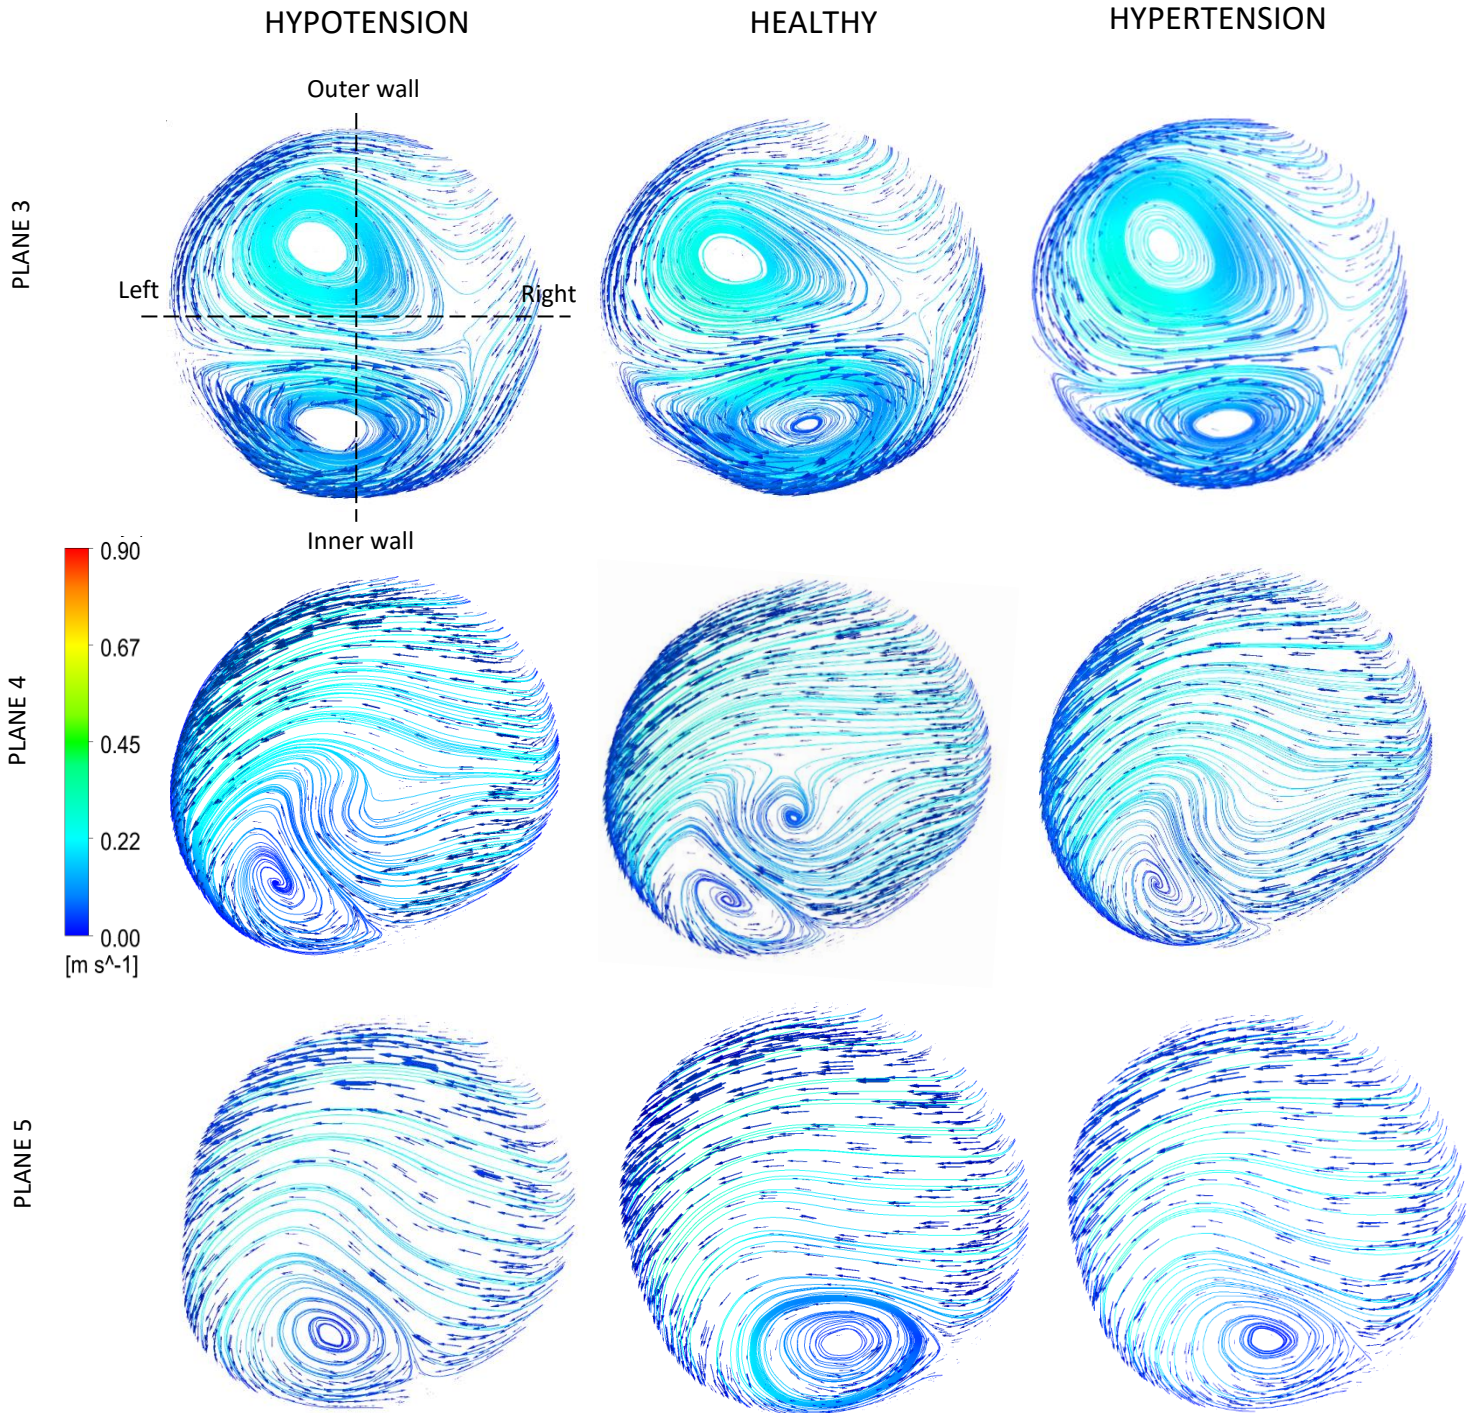 HYPOTENSION
HEALTHY
HYPERTENSION
PLANE 3
Outer wall
Left
Right
Inner wall
PLANE 4
0.90
0.67
0.45
0.22
0.00
[m s^-1]
PLANE 5